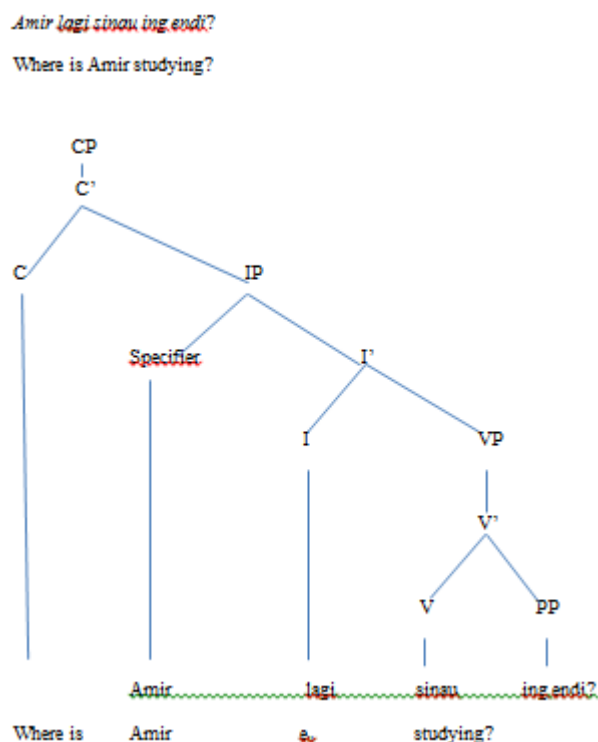 Amir lagi sinau ing endi?
Where is Amir studying?
CP
C’
C IP
Specifier I’
I VP
V’
V PP
Amir lagi sinau ing endi?
Where is Amir studying?